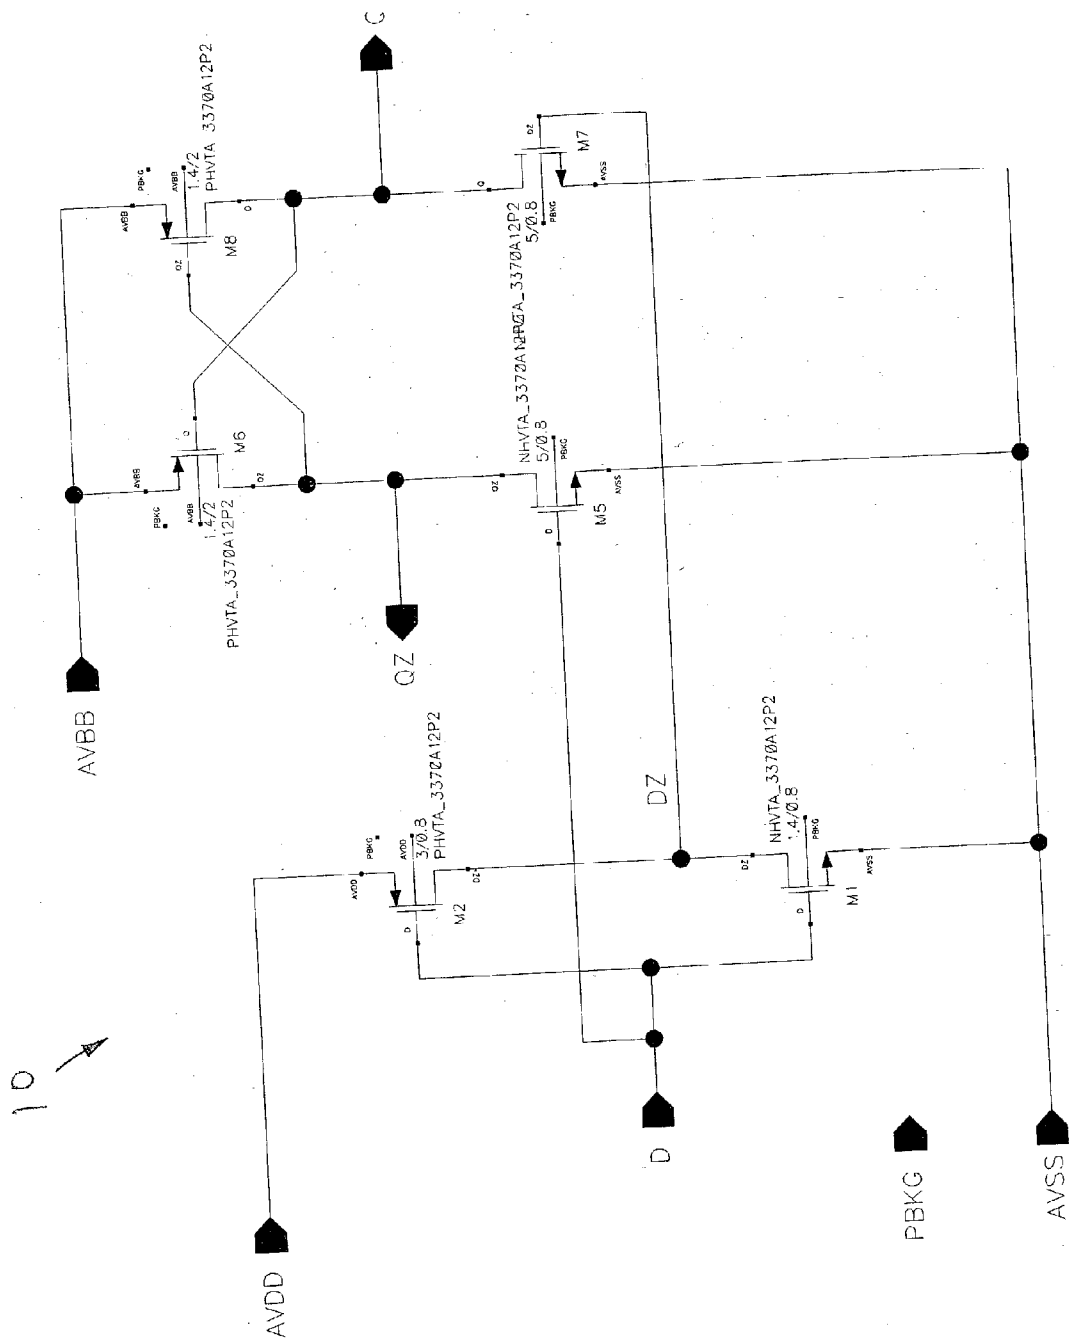 10
AVBB
AVBB
PBKG
AVBB
1.4/2
PHVTA_3370A12P2
M6
Q
QZ
AVBB
PBKG
AVBB
1.4/2
PHVTA_3370A12P2
M8
QZ
Q
QZ
QZ
NHVTA_3370A12P2
5/0.8
PBKG
D
M5
AVSS
Q
5/0.8
PBKG
DZ
M7
AVSS
AVDD
AVDD
PBKG
AVDD
3/0.8
PHVTA_3370A12P2
D
M2
DZ
DZ
D
DZ
NHVTA_3370A12P2
1.4/0.8
PBKG
D
M1
AVSS
PBKG
AVSS